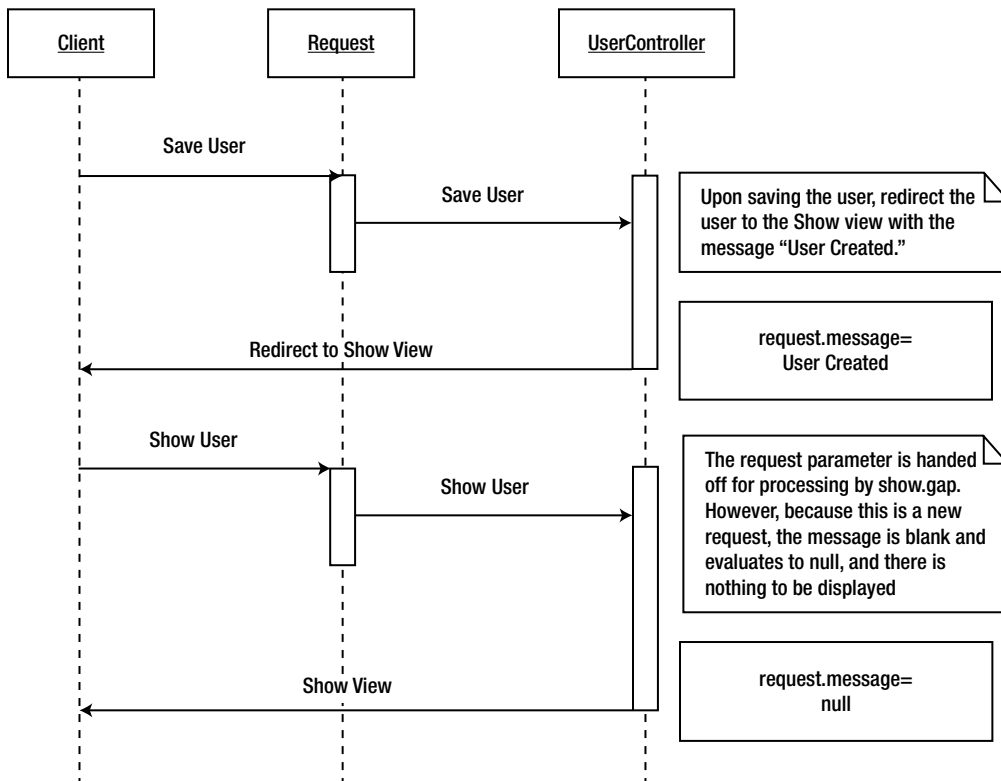 Client
Request
UserController
Save User
Save User
Upon saving the user, redirect the
user to the Show view with the
message “User Created.”
Redirect to Show View
request.message=
User Created
Show User
Show User
The request parameter is handed
off for processing by show.gap.
However, because this is a new
request, the message is blank and
evaluates to null, and there is
nothing to be displayed
Show View
request.message=
null